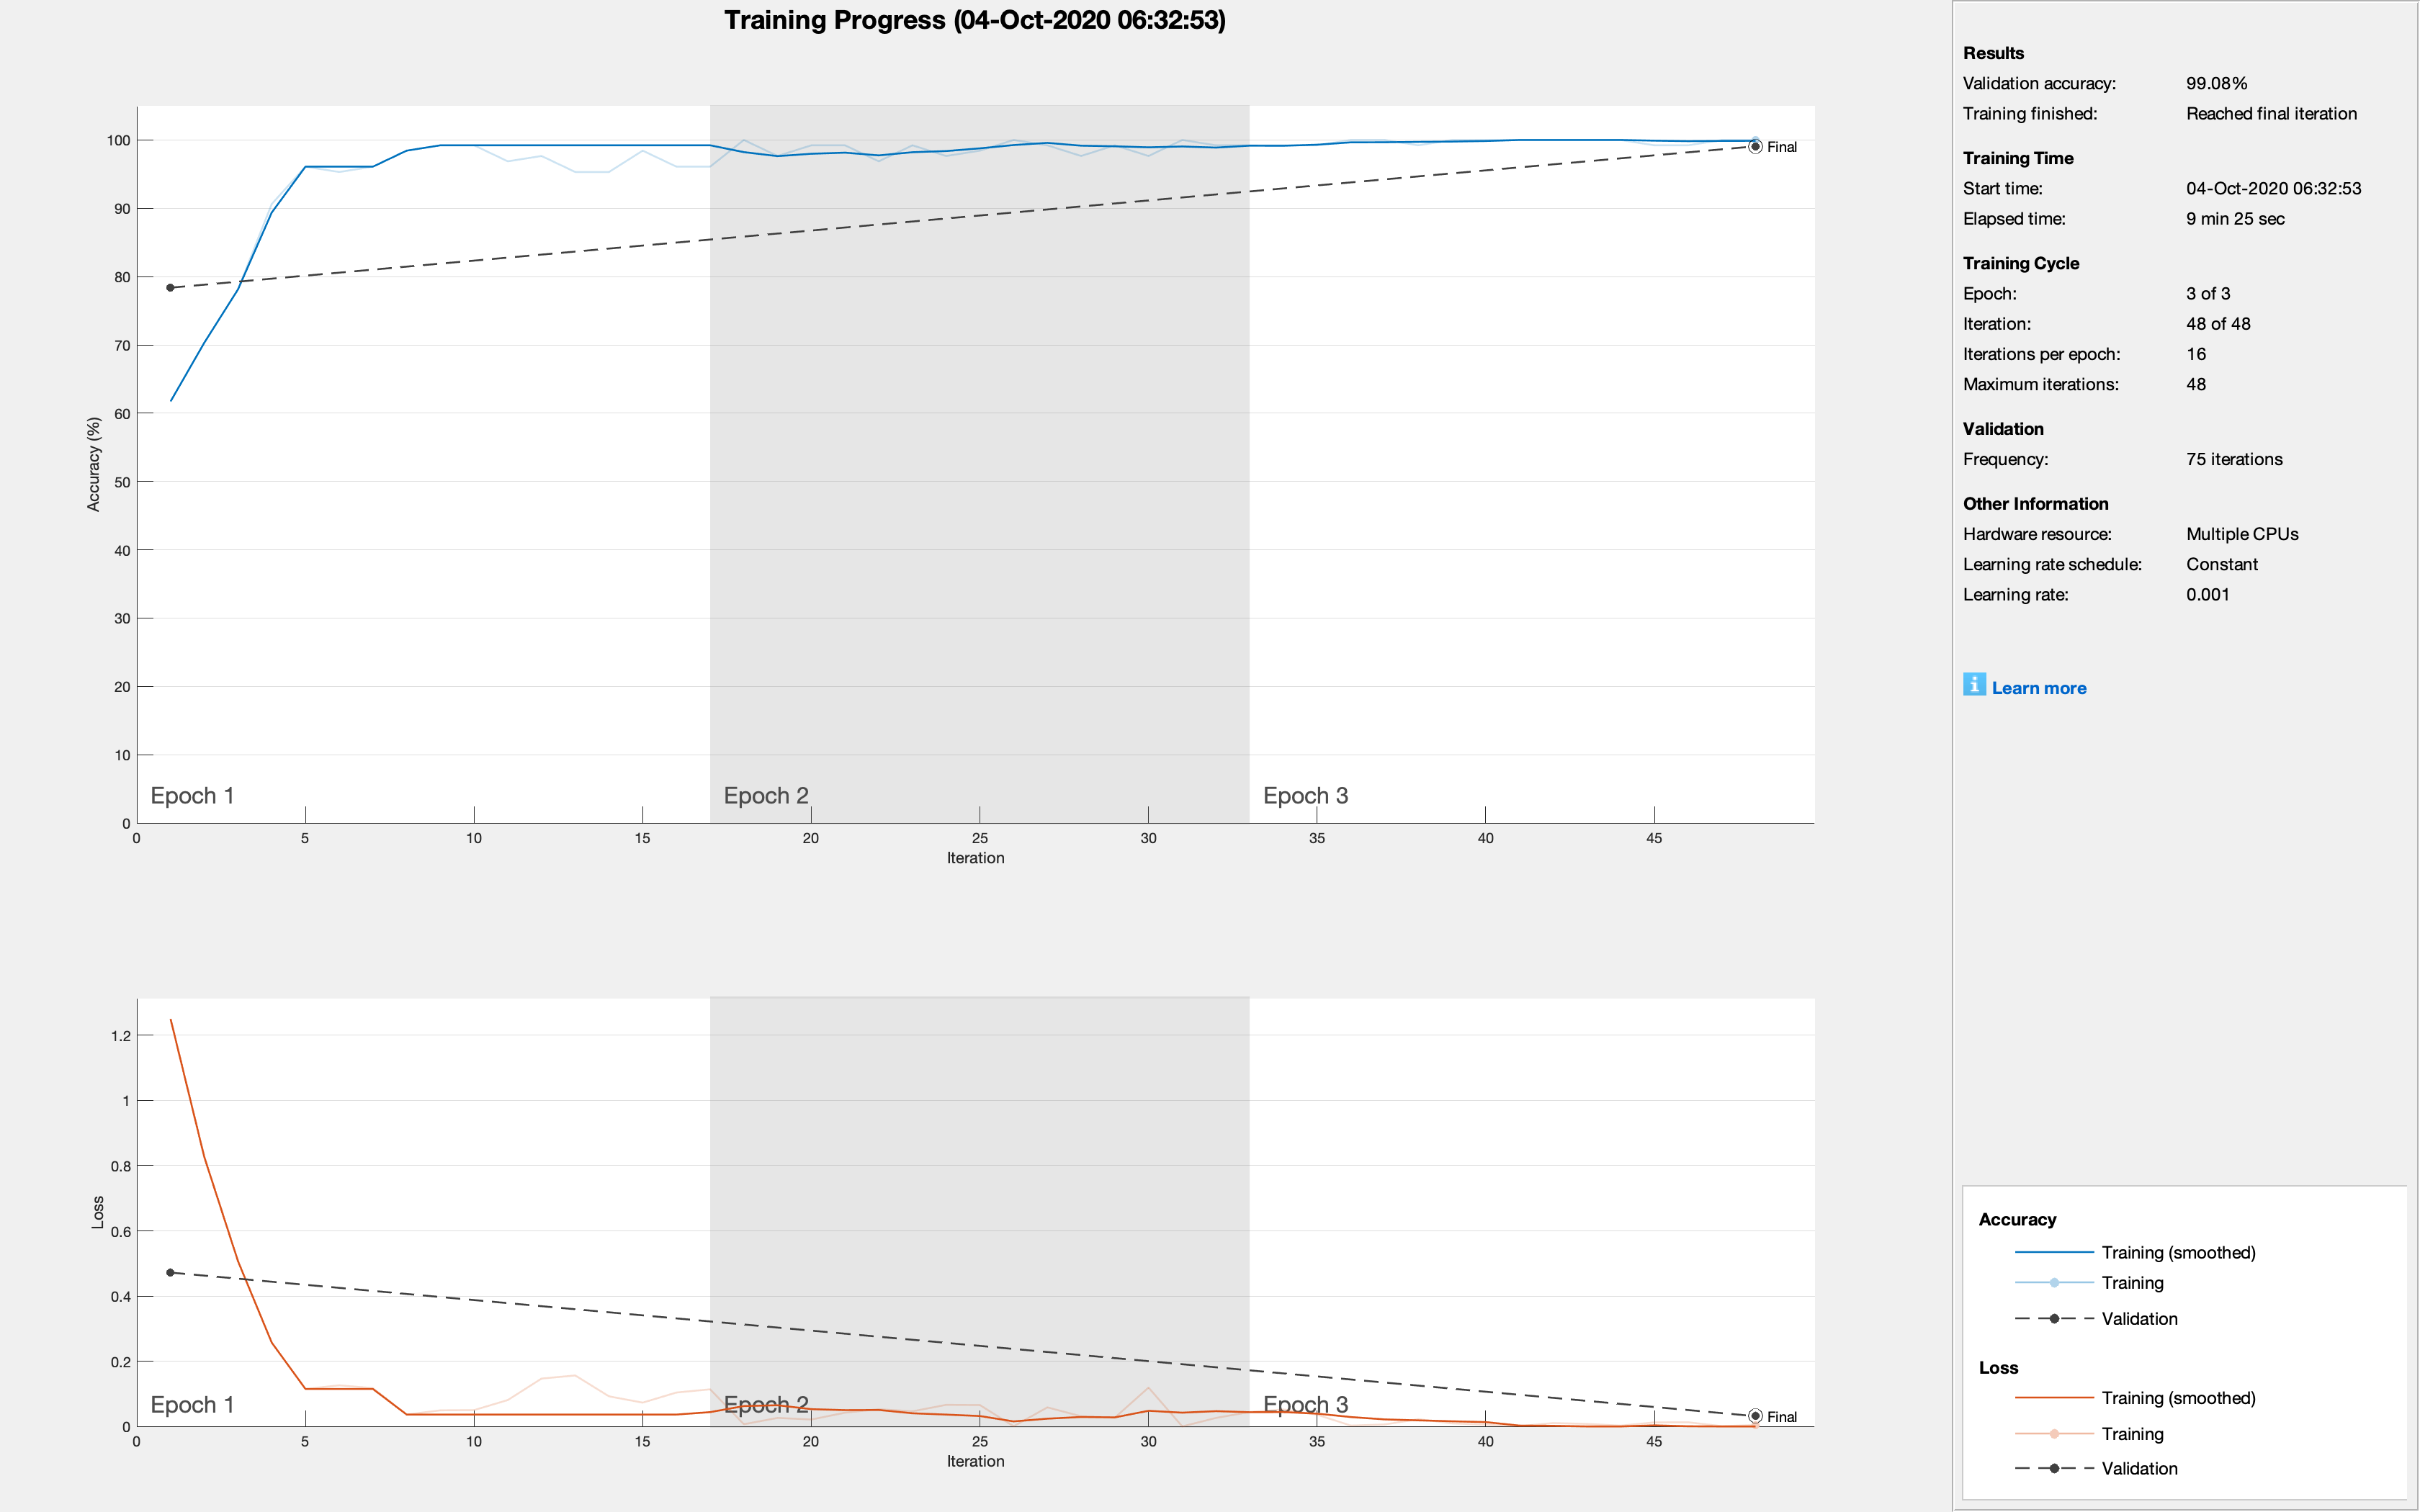 Training Progress (04-Oct-2020 06:32:53)
100
90
80
70
60
50
40
30
20
10
0
Accuracy (%)
Final
Epoch 1
Epoch 2
Epoch 3
0 5 10 15 20 25 30 35 40 45
Iteration
1.2
1
0.8
0.6
0.4
0.2
0
Loss
Final
Epoch 1
Epoch 2
Epoch 3
0 5 10 15 20 25 30 35 40 45
Iteration
Results
Validation accuracy: 99.08%
Training finished: Reached final iteration
Training Time
Start time: 04-Oct-2020 06:32:53
Elapsed time: 9 min 25 sec
Training Cycle
Epoch: 3 of 3
Iteration: 48 of 48
Iterations per epoch: 16
Maximum iterations: 48
Validation
Frequency: 75 iterations
Other Information
Hardware resource: Multiple CPUs
Learning rate schedule: Constant
Learning rate: 0.001
i Learn more
Accuracy
Training (smoothed)
Training
Validation
Loss
Training (smoothed)
Training
Validation